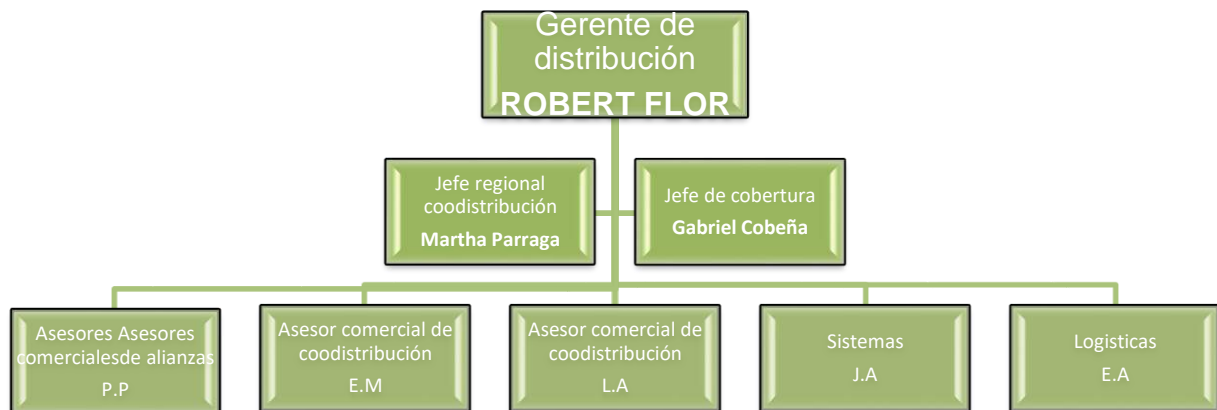 Gerente de
distribución
ROBERT FLOR
Jefe regional
coodistribución
Martha Parraga
Jefe de cobertura
Gabriel Cobeña
Asesores Asesores
comercialesde alianzas
P.P
Asesor comercial de
coodistribución
E.M
Asesor comercial de
coodistribución
L.A
Sistemas
J.A
Logisticas
E.A